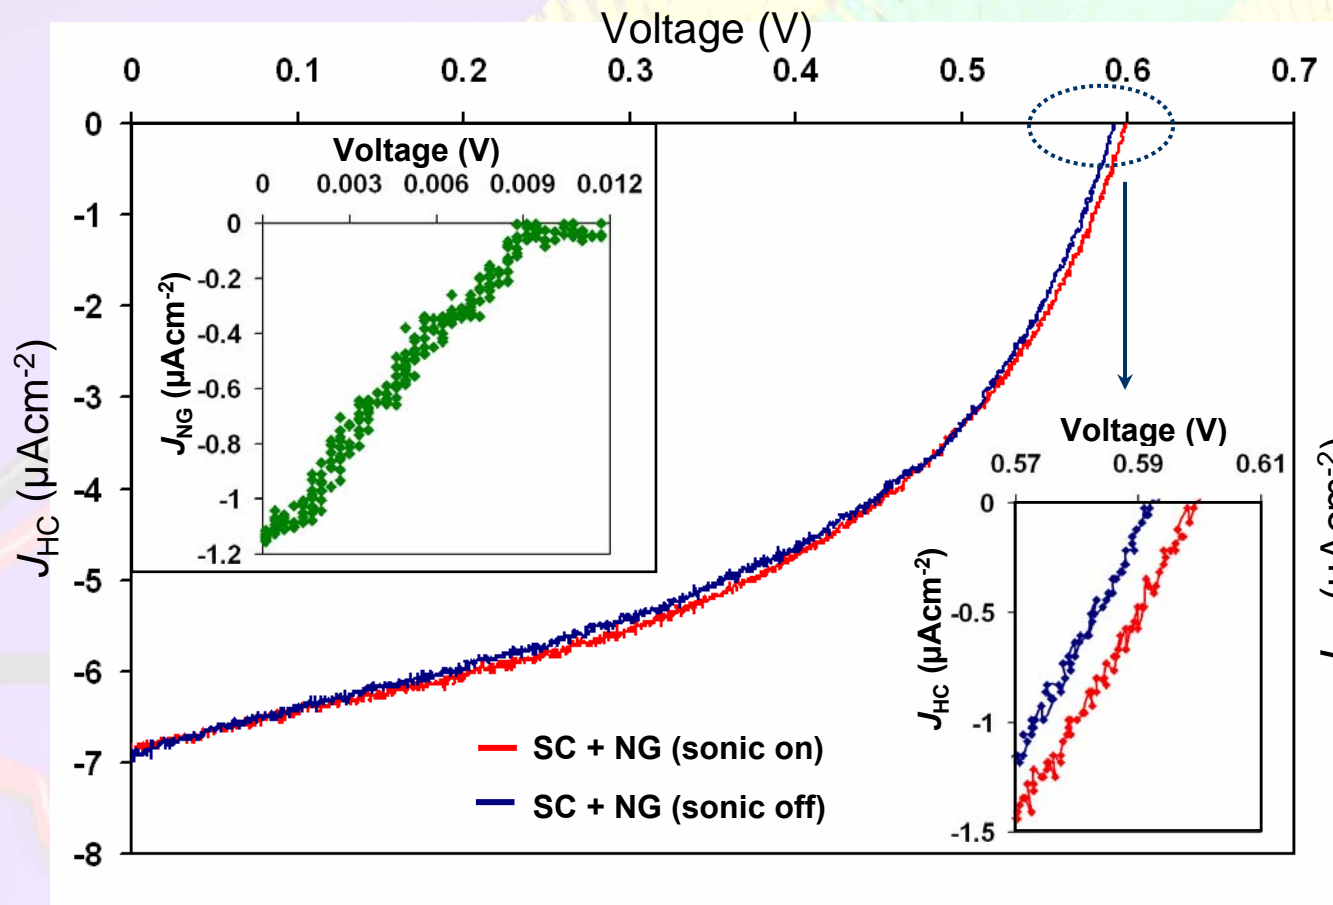 Voltage (V)
0 0.1 0.2 0.3 0.4 0.5 0.6 0.7
0
-1
-2
-3
-4
-5
-6
-7
-8
J_HC (µAcm⁻²)
Voltage (V)
0 0.003 0.006 0.009 0.012
0
-0.2
-0.4
-0.6
-0.8
-1
-1.2
J_NG (µAcm⁻²)
Voltage (V)
0.57 0.59 0.61
0
-0.5
-1
-1.5
J_HC (µAcm⁻²)
SC + NG (sonic on)
SC + NG (sonic off)